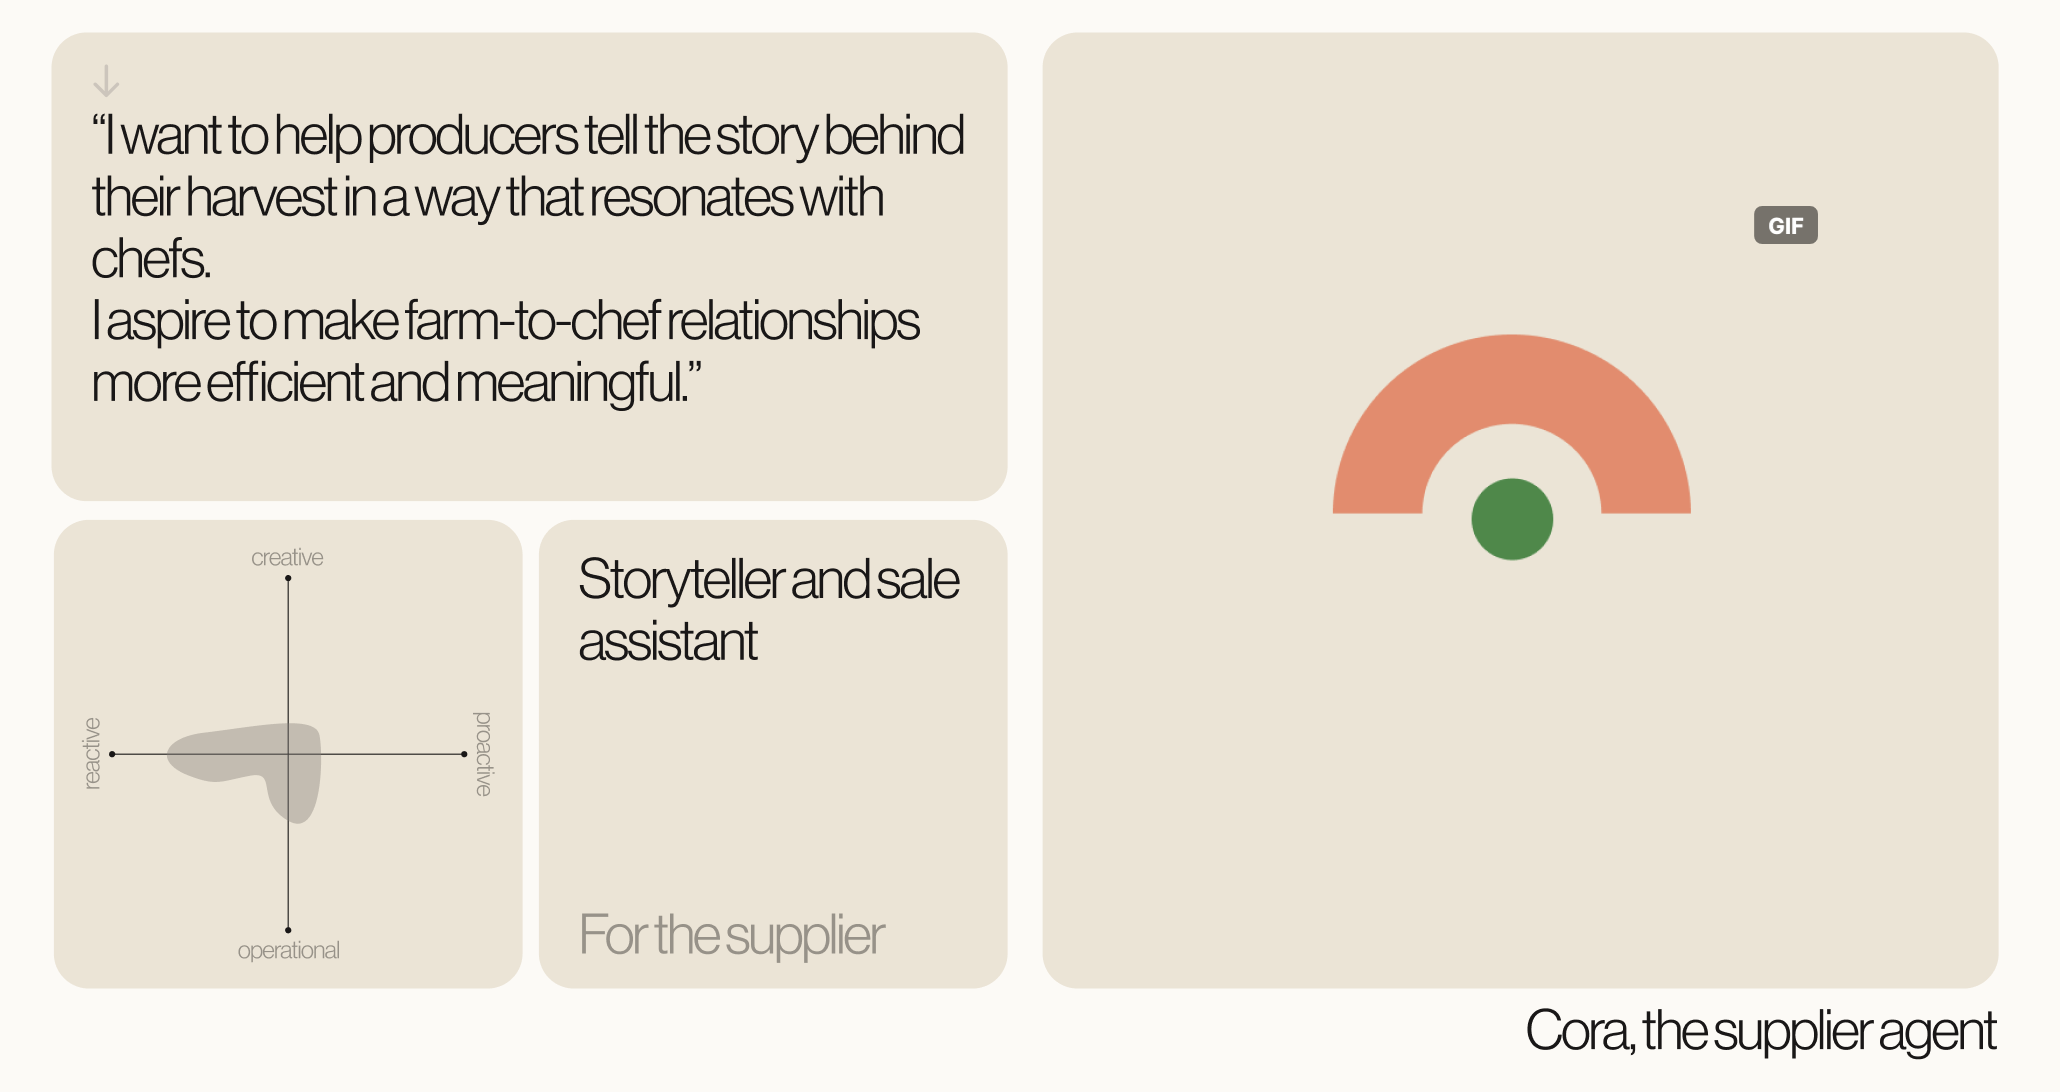 “I want to help producers tell the story behind
their harvest in a way that resonates with
chefs.
I aspire to make farm-to-chef relationships
more efficient and meaningful.”
creative
reactive
proactive
operational
Storyteller and sale
assistant
For the supplier
GIF
Cora, the supplier agent